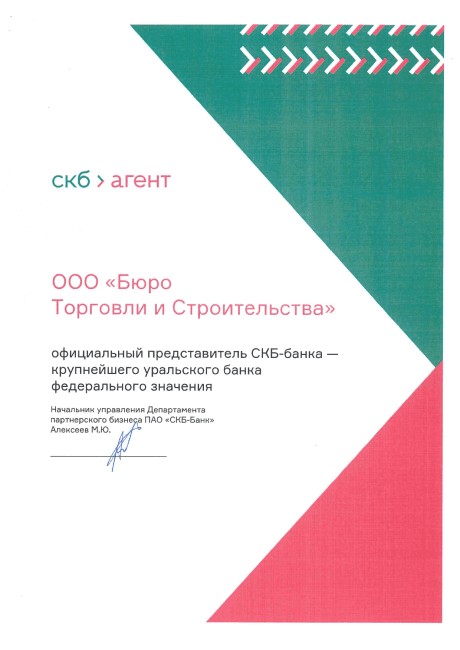 скб › агент
ООО «Бюро
Торговли и Строительства»
официальный представитель СКБ-банка —
крупнейшего уральского банка
федерального значения
Начальник управления Департамента
партнерского бизнеса ПАО «СКБ-Банк»
Алексеев М.Ю.